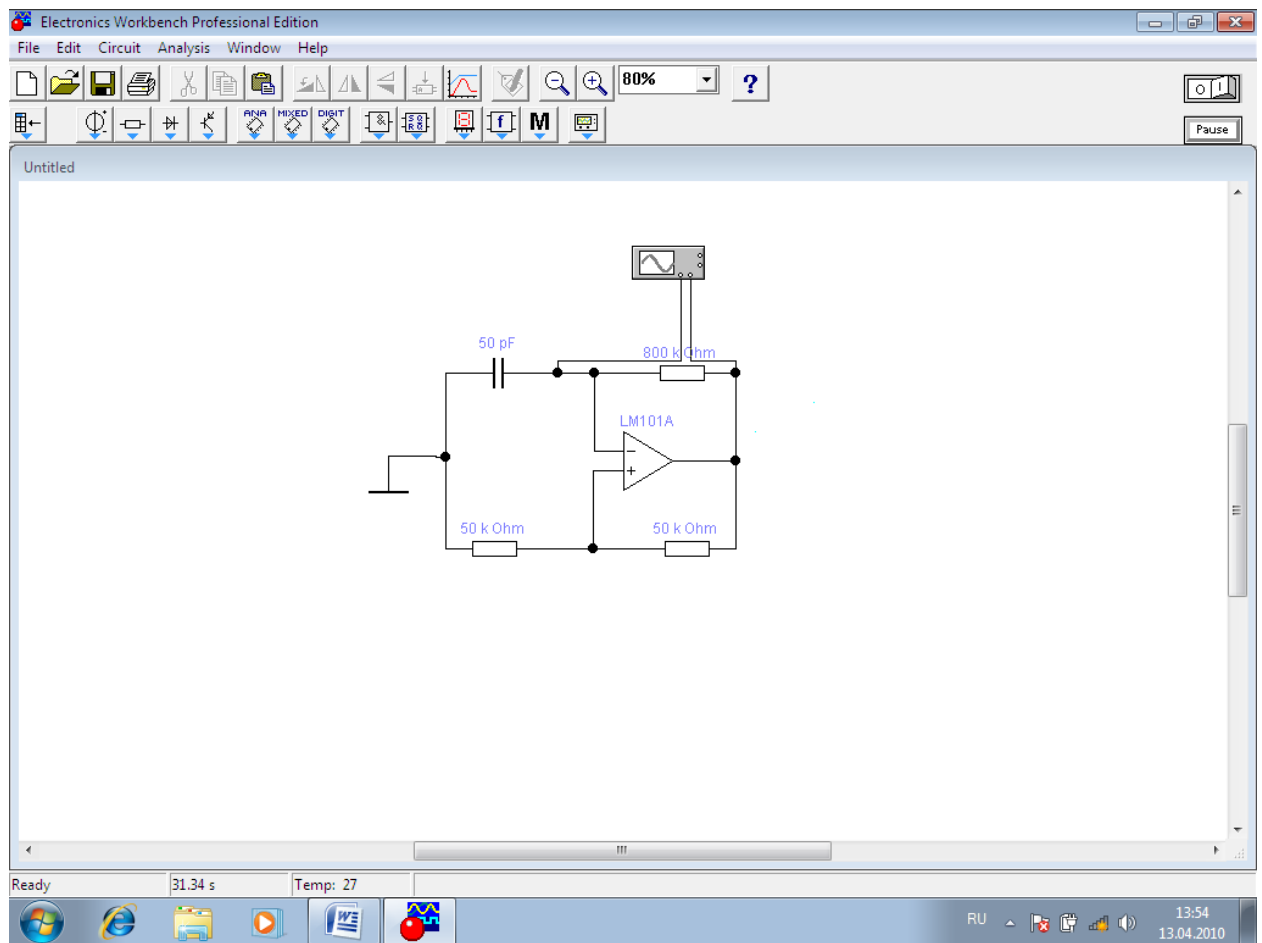 Electronics Workbench Professional Edition
File Edit Circuit Analysis Window Help
80%
?
ANA MIXED DIGIT
M
Pause
Untitled
50 pF
800 k Ohm
LM101A
50 k Ohm
50 k Ohm
Ready 31.34 s Temp: 27
RU
13:54
13.04.2010